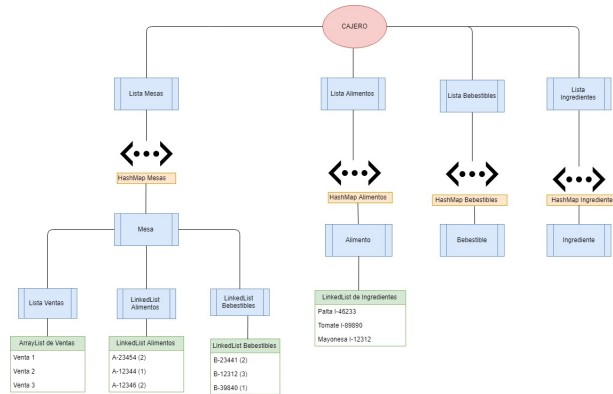 CAJERO
Lista Mesas
Lista Alimentos
Lista Bebestibles
Lista
Ingredientes
HashMap Mesas
HashMap Alimentos
HashMap Bebestibles
HashMap Ingrediente
Mesa
Alimento
Bebestible
Ingrediente
Lista Ventas
LinkedList
Alimentos
LinkedList
Bebestibles
LinkedList de Ingredientes
Palta I-46233
Tomate I-89890
Mayonesa I-12312
ArrayList de Ventas
Venta 1
Venta 2
Venta 3
LinkedList Alimentos
A-23454 (2)
A-12344 (1)
A-12346 (2)
LinkedList Bebestibles
B-23441 (2)
B-12312 (3)
B-39840 (1)